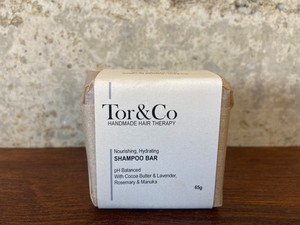 Tor&Co
HANDMADE HAIR THERAPY
Nourishing, Hydrating
SHAMPOO BAR
pH Balanced
With Cocoa Butter & Lavender,
Rosemary & Manuka
65g